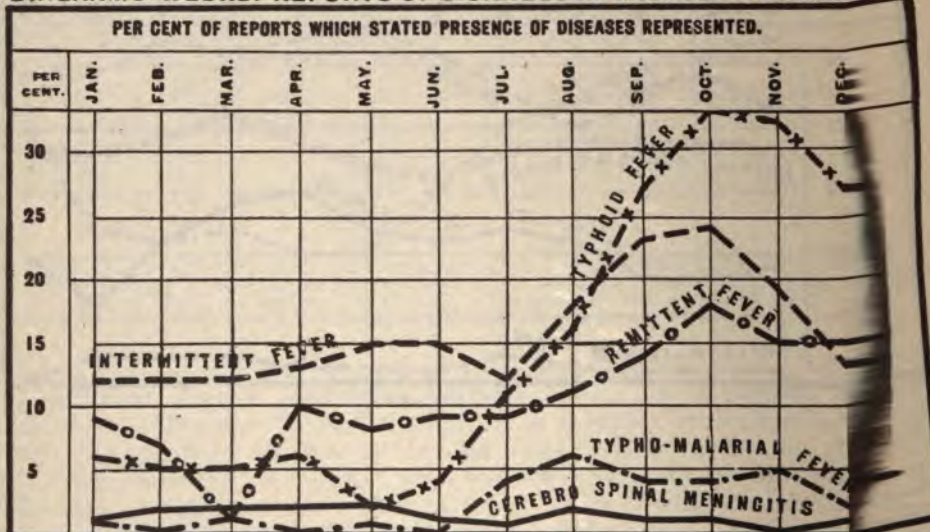 PER CENT OF REPORTS WHICH STATED PRESENCE OF DISEASES REPRESENTED.
PER CENT.
JAN. FEB. MAR. APR. MAY. JUN. JUL. AUG. SEP. OCT. NOV. DEC.
30
25
20
15
10
5
TYPHOID FEVER
INTERMITTENT FEVER
REMITTENT FEVER
TYPHO-MALARIAL FEVER
CEREBRO SPINAL MENINGITIS